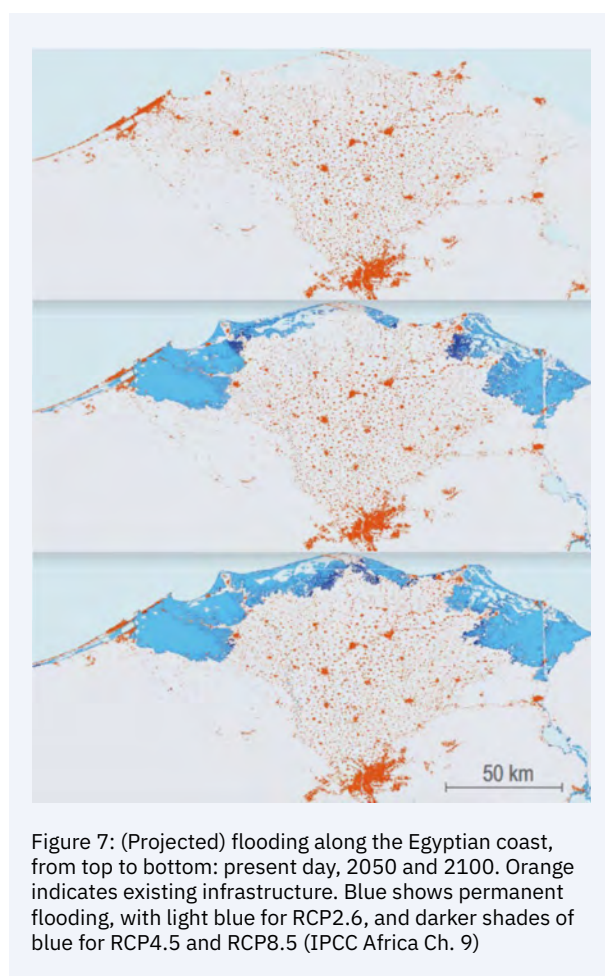 50 km
Figure 7: (Projected) flooding along the Egyptian coast,
from top to bottom: present day, 2050 and 2100. Orange
indicates existing infrastructure. Blue shows permanent
flooding, with light blue for RCP2.6, and darker shades of
blue for RCP4.5 and RCP8.5 (IPCC Africa Ch. 9)